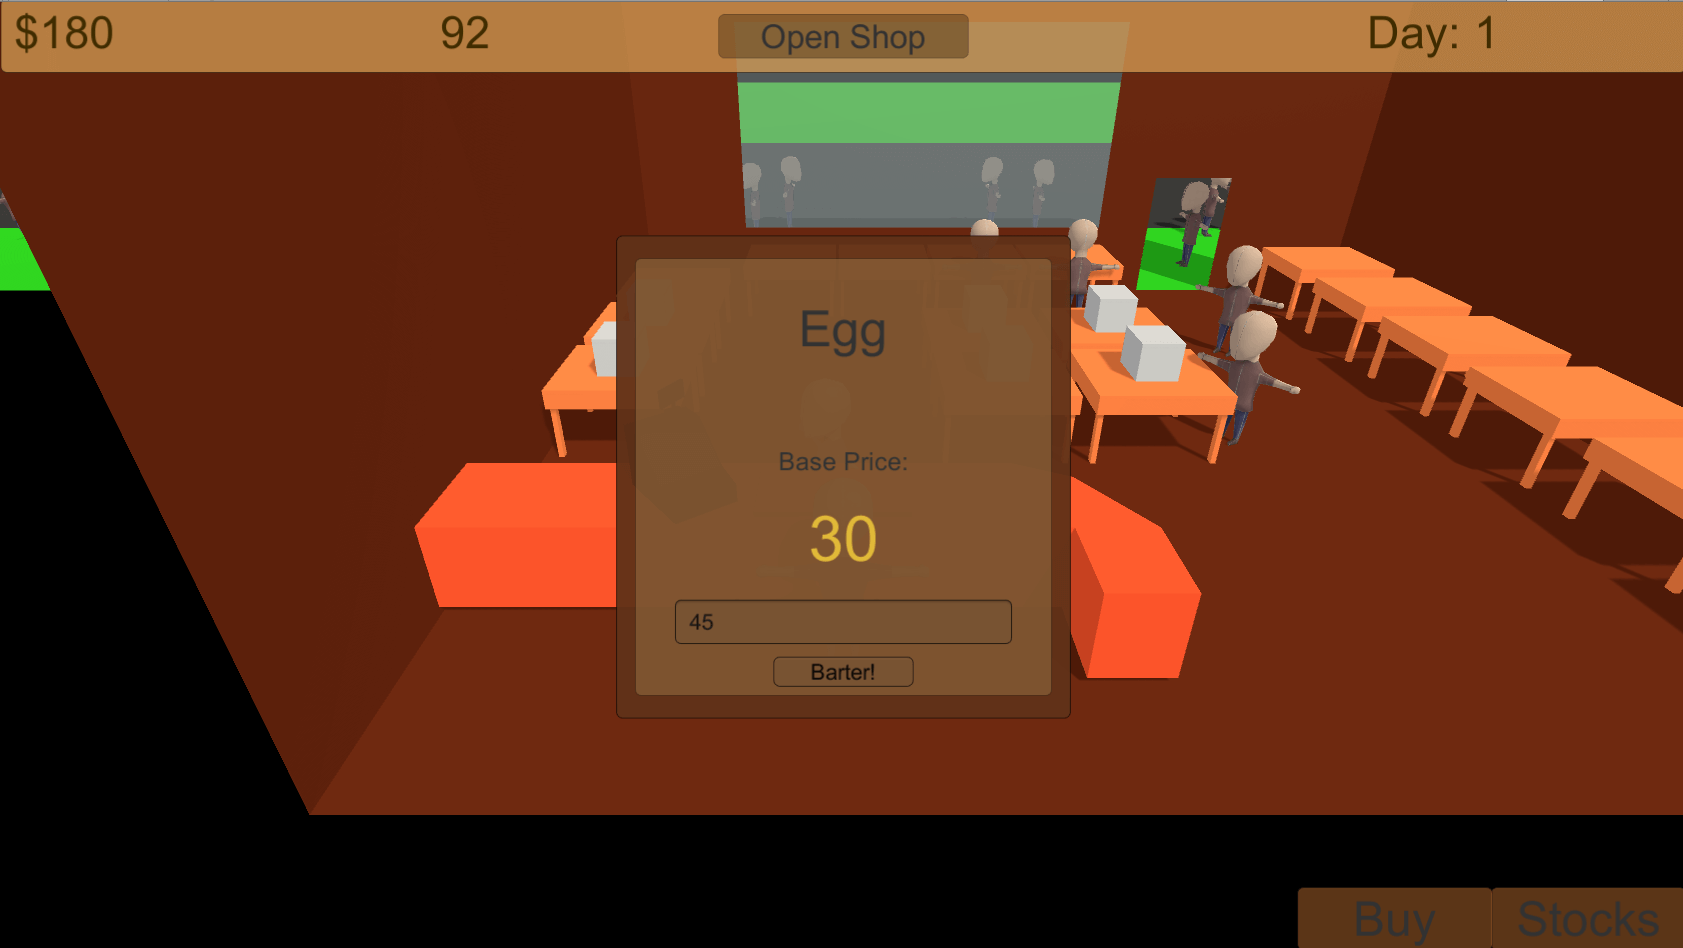 $180
92
Open Shop
Day: 1
Egg
Base Price:
30
45
Barter!
Buy
Stocks